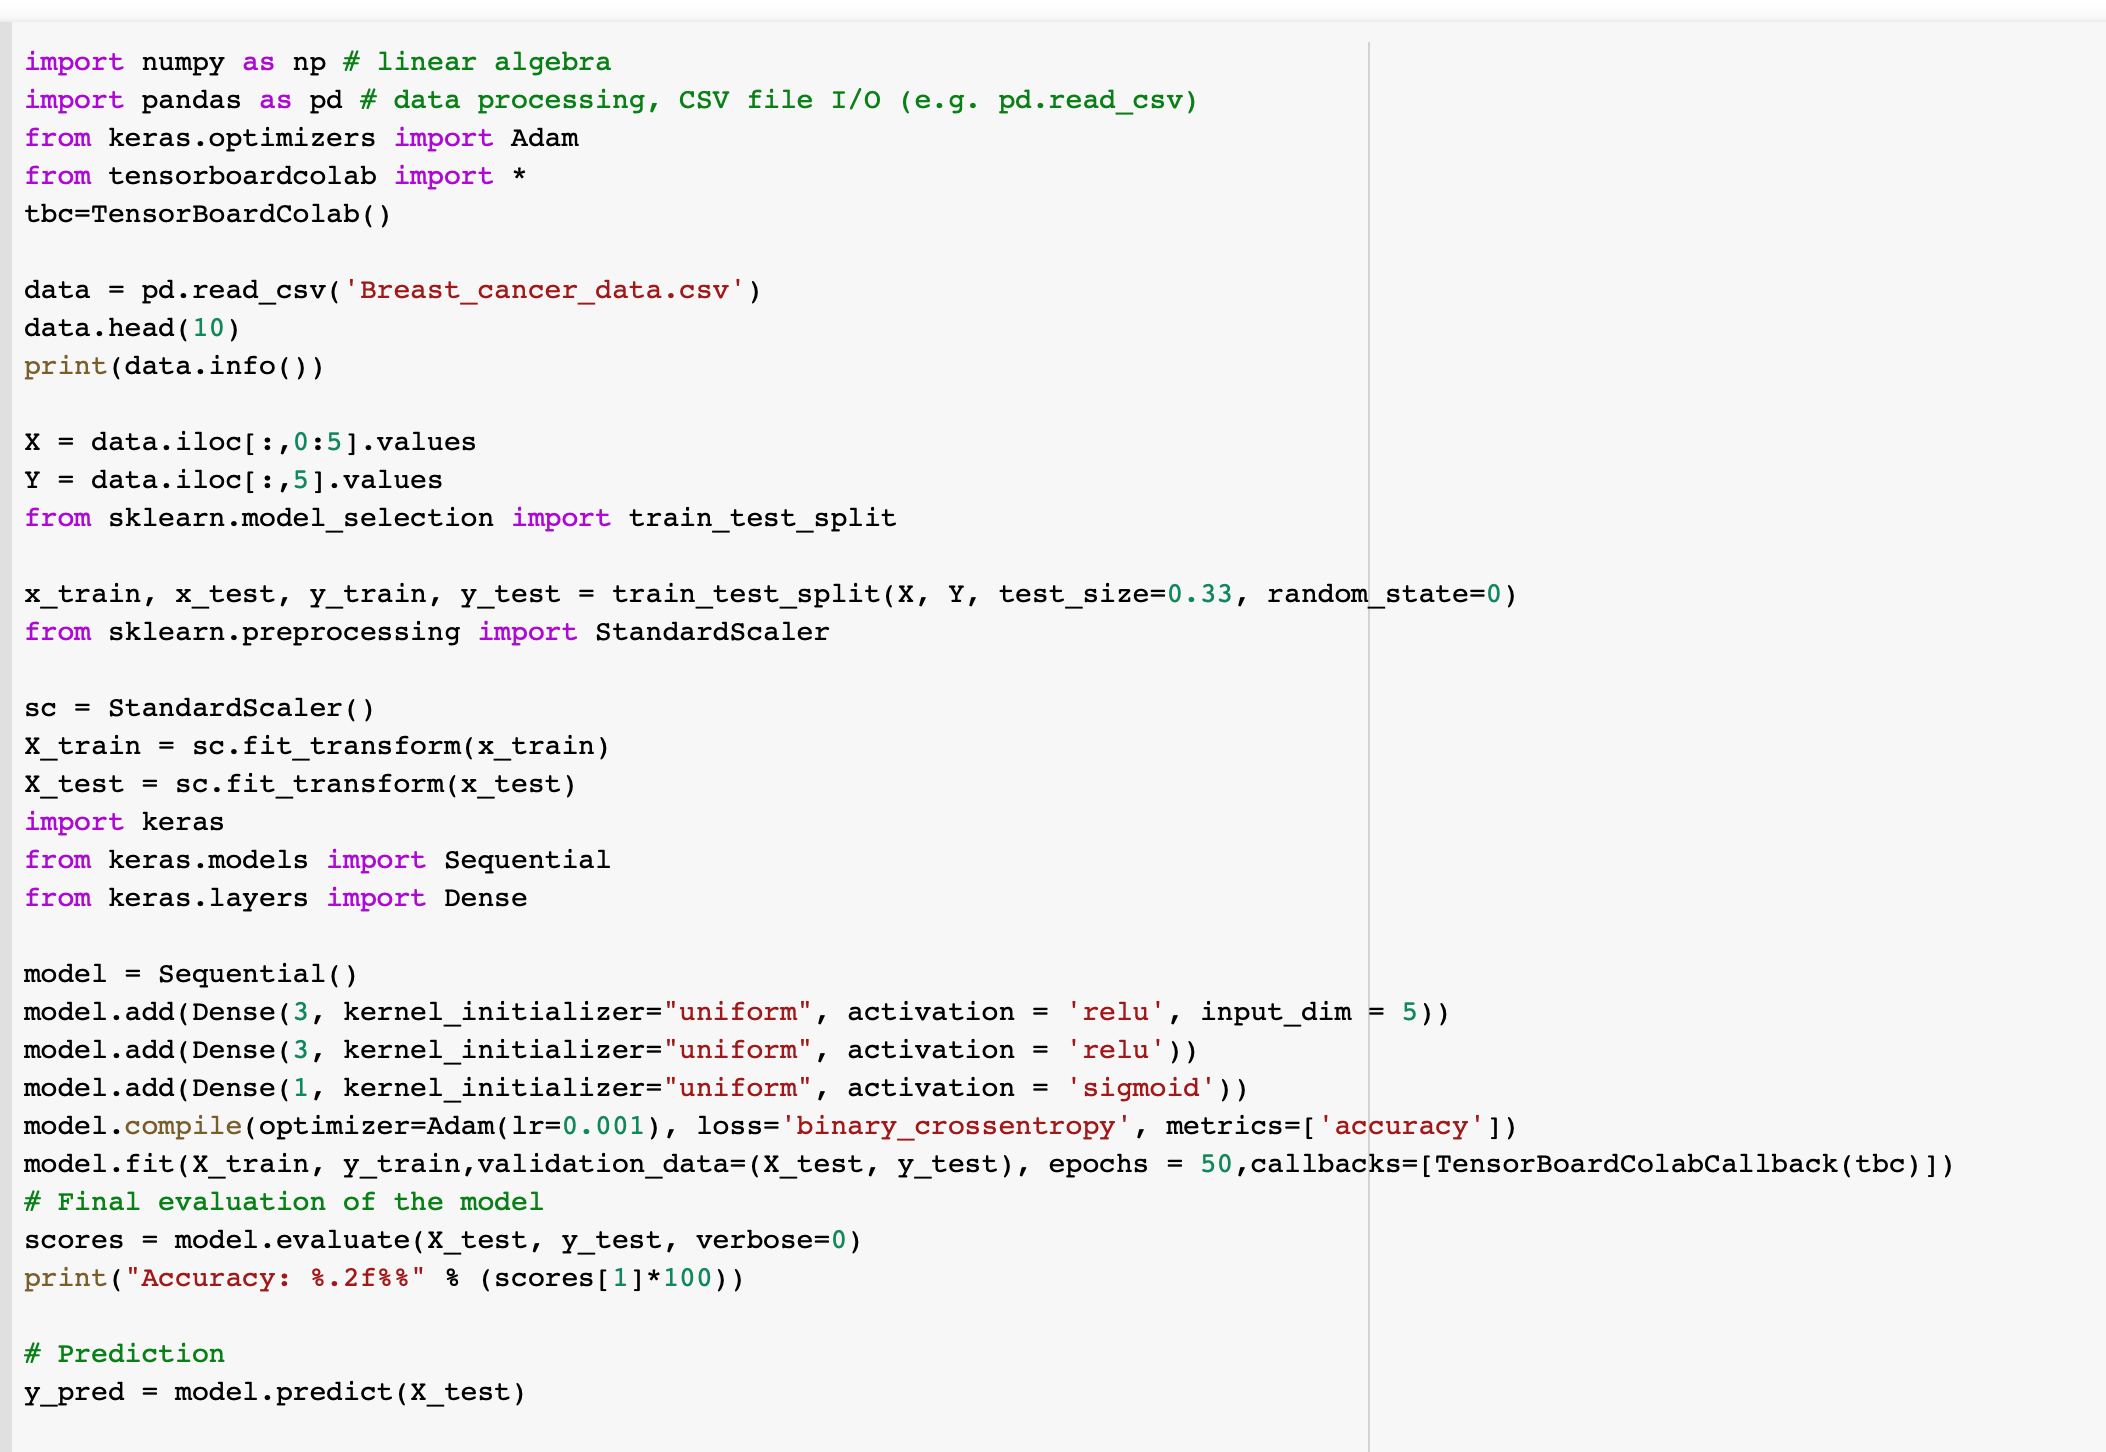 import numpy as np # linear algebra
import pandas as pd # data processing, CSV file I/O (e.g. pd.read_csv)
from keras.optimizers import Adam
from tensorboardcolab import *
tbc=TensorBoardColab()

data = pd.read_csv('Breast_cancer_data.csv')
data.head(10)
print(data.info())

X = data.iloc[:,0:5].values
Y = data.iloc[:,5].values
from sklearn.model_selection import train_test_split

x_train, x_test, y_train, y_test = train_test_split(X, Y, test_size=0.33, random_state=0)
from sklearn.preprocessing import StandardScaler

sc = StandardScaler()
X_train = sc.fit_transform(x_train)
X_test = sc.fit_transform(x_test)
import keras
from keras.models import Sequential
from keras.layers import Dense

model = Sequential()
model.add(Dense(3, kernel_initializer="uniform", activation = 'relu', input_dim = 5))
model.add(Dense(3, kernel_initializer="uniform", activation = 'relu'))
model.add(Dense(1, kernel_initializer="uniform", activation = 'sigmoid'))
model.compile(optimizer=Adam(lr=0.001), loss='binary_crossentropy', metrics=['accuracy'])
model.fit(X_train, y_train,validation_data=(X_test, y_test), epochs = 50,callbacks=[TensorBoardColabCallback(tbc)])
# Final evaluation of the model
scores = model.evaluate(X_test, y_test, verbose=0)
print("Accuracy: %.2f%%" % (scores[1]*100))

# Prediction
y_pred = model.predict(X_test)